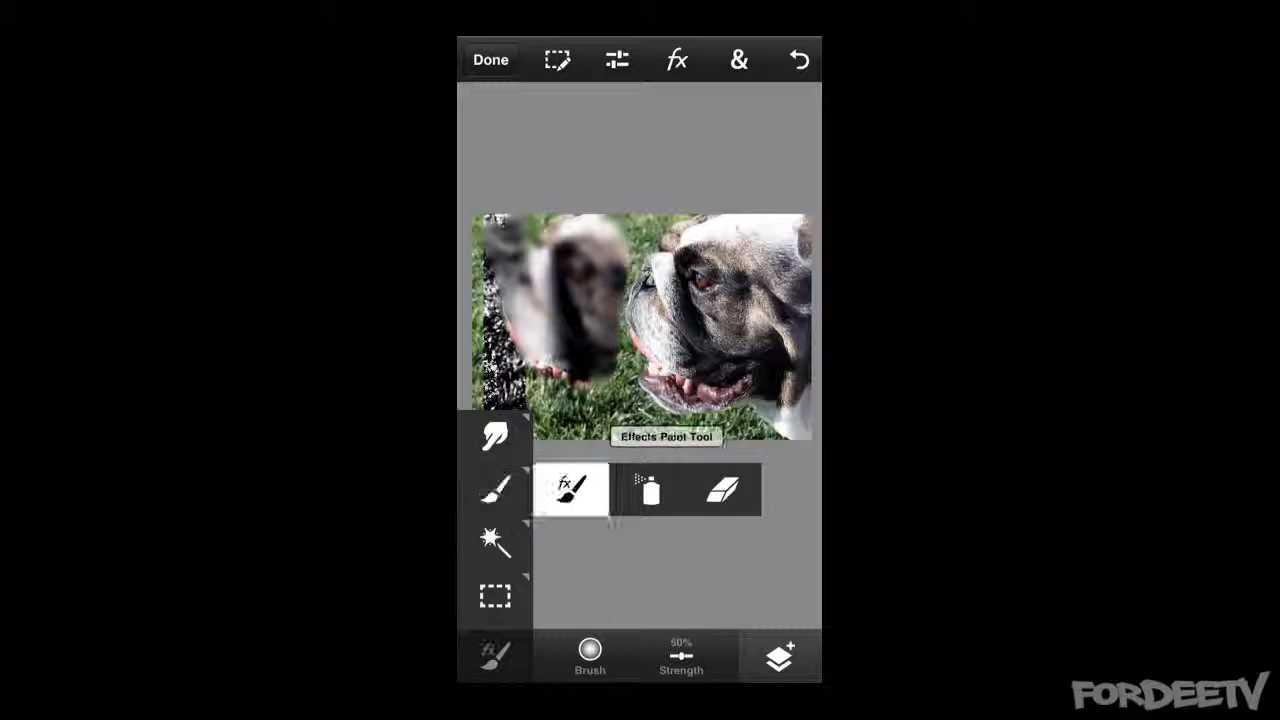 Done
fx
&
Effects Paint Tool
fx
50%
Brush
Strength
FORDEETV